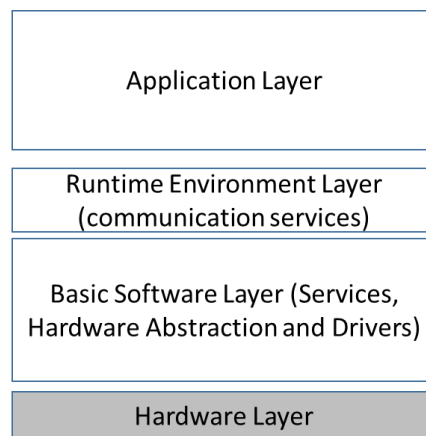 Application Layer
Runtime Environment Layer
(communication services)
Basic Software Layer (Services,
Hardware Abstraction and Drivers)
Hardware Layer